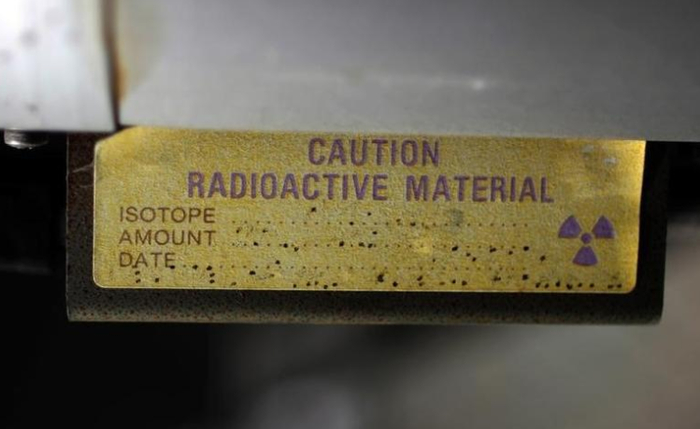 CAUTION
RADIOACTIVE MATERIAL
ISOTOPE
AMOUNT
DATE